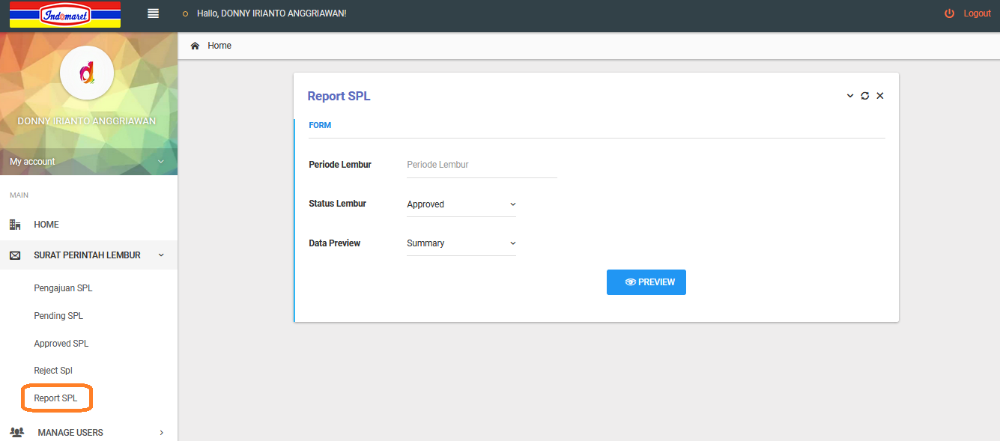 Indomaret
Hallo, DONNY IRIANTO ANGGRIAWAN!
Logout
Home
d
DONNY IRIANTO ANGGRIAWAN
My account
MAIN
HOME
SURAT PERINTAH LEMBUR
Pengajuan SPL
Pending SPL
Approved SPL
Reject Spl
Report SPL
MANAGE USERS
Report SPL
FORM
Periode Lembur Periode Lembur
Status Lembur Approved
Data Preview Summary
PREVIEW